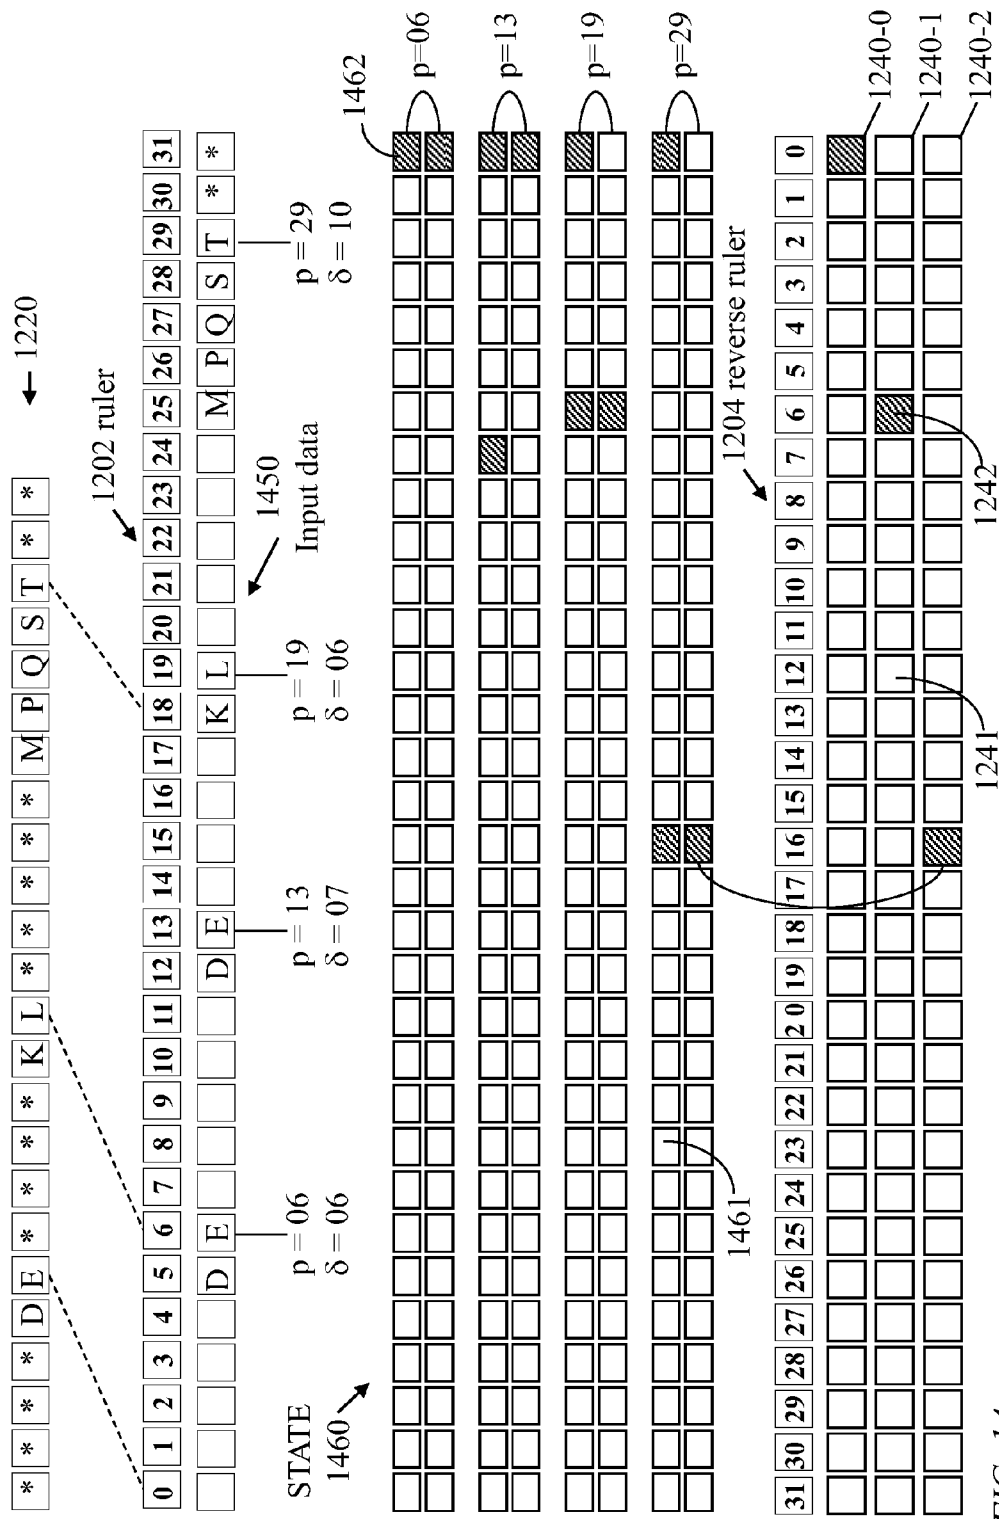 * * * * D E * * * * K L * * * * * M P Q S T * * ← 1220
1202 ruler
0 1 2 3 4 5 6 7 8 9 10 11 12 13 14 15 16 17 18 19 20 21 22 23 24 25 26 27 28 29 30 31
D E D E K L M P Q S T * *
1450
Input data
p = 06 p = 13 p = 19 p = 29
δ = 06 δ = 07 δ = 06 δ = 10
STATE
1460
1462
p=06
p=13
p=19
p=29
1461
1204 reverse ruler
31 30 29 28 27 26 25 24 23 22 21 20 19 18 17 16 15 14 13 12 11 10 9 8 7 6 5 4 3 2 1 0
1240-0
1240-1
1240-2
1241
1242
FIG. 14